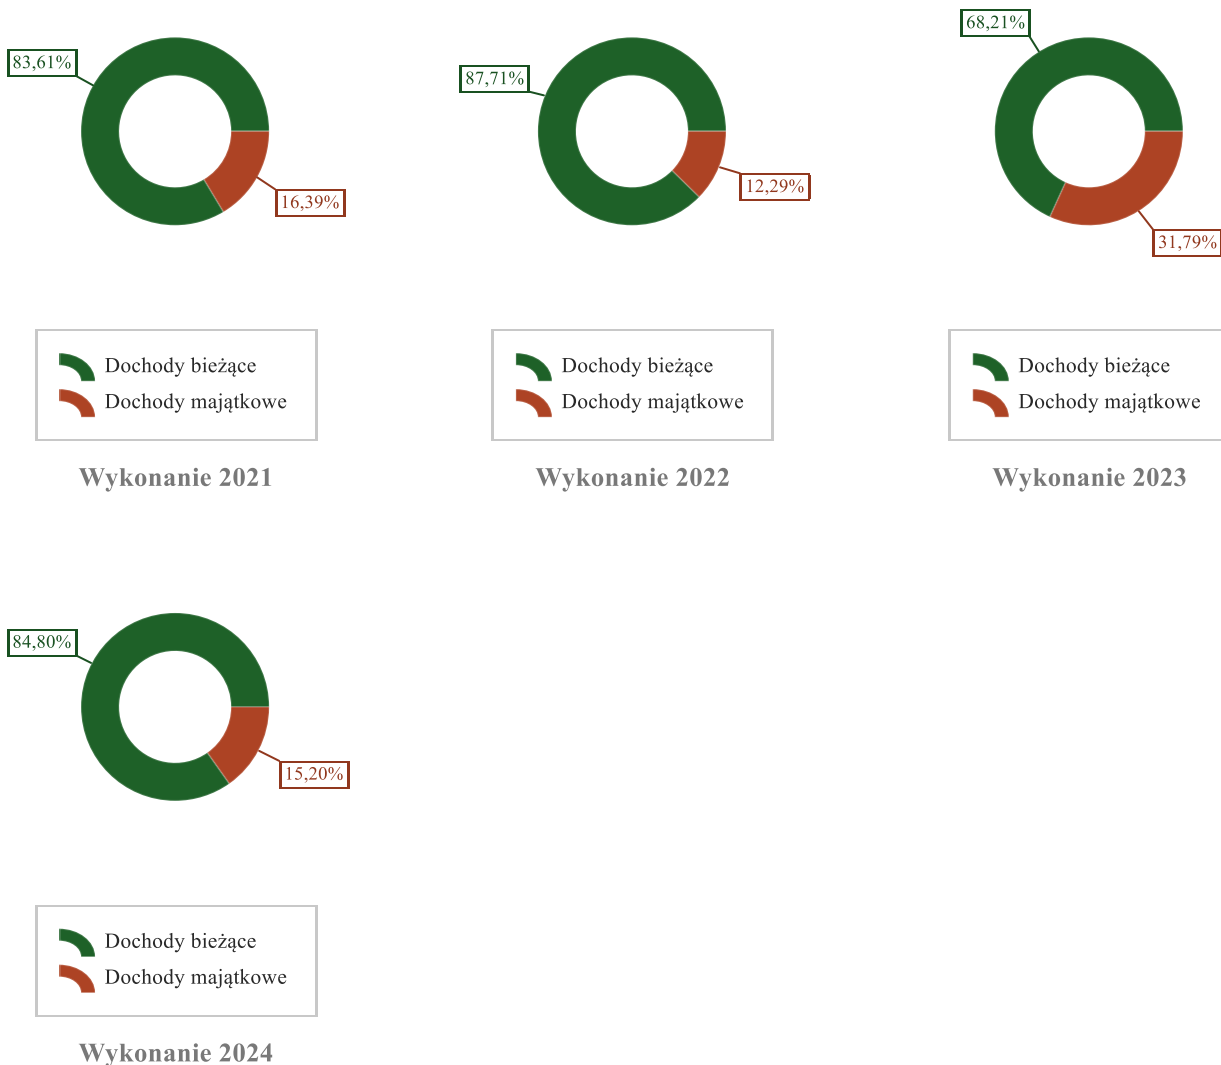 83,61%
16,39%
Dochody bieżące
Dochody majątkowe
Wykonanie 2021
87,71%
12,29%
Dochody bieżące
Dochody majątkowe
Wykonanie 2022
68,21%
31,79%
Dochody bieżące
Dochody majątkowe
Wykonanie 2023
84,80%
15,20%
Dochody bieżące
Dochody majątkowe
Wykonanie 2024